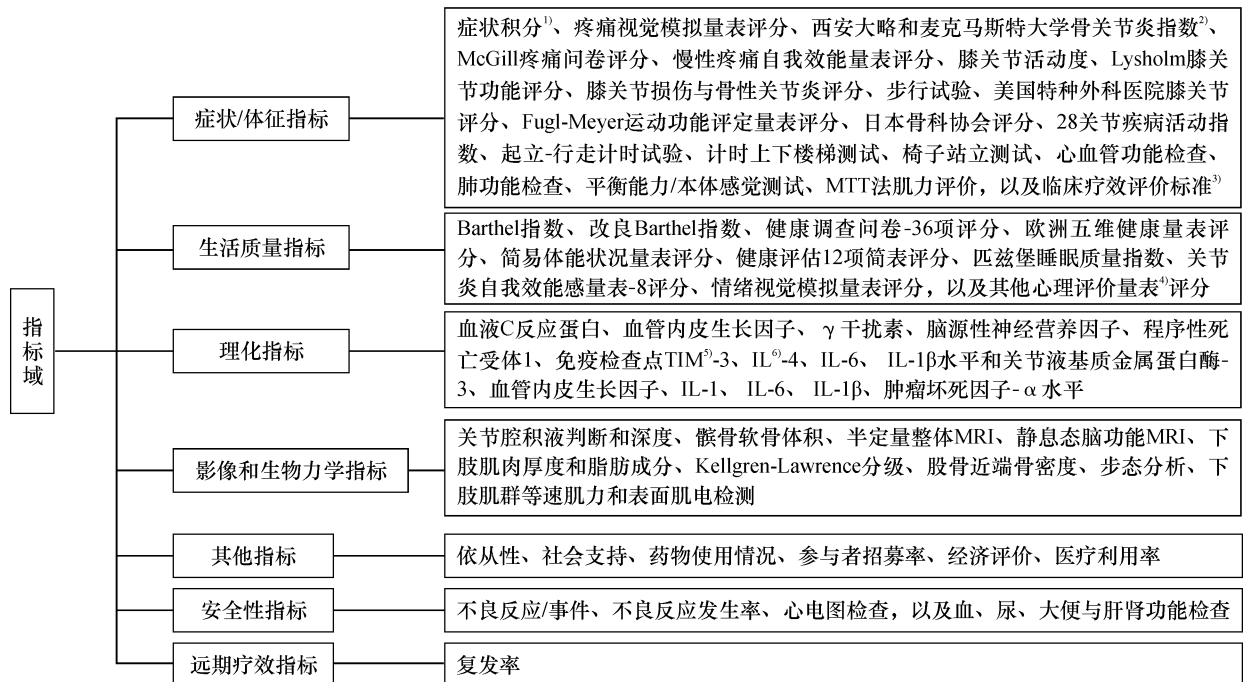 指标域
症状/体征指标
症状积分1)、疼痛视觉模拟量表评分、西安大略和麦克马斯特大学骨关节炎指数2)、
McGill疼痛问卷评分、慢性疼痛自我效能量表评分、膝关节活动度、Lysholm膝关
节功能评分、膝关节损伤与骨性关节炎评分、步行试验、美国特种外科医院膝关节
评分、Fugl-Meyer运动功能评定量表评分、日本骨科协会评分、28关节疾病活动指
数、起立-行走计时试验、计时上下楼梯测试、椅子站立测试、心血管功能检查、
肺功能检查、平衡能力/本体感觉测试、MTT法肌力评价，以及临床疗效评价标准3)
生活质量指标
Barthel指数、改良Barthel指数、健康调查问卷-36项评分、欧洲五维健康量表评
分、简易体能状况量表评分、健康评估12项简表评分、匹兹堡睡眠质量指数、关节
炎自我效能感量表-8评分、情绪视觉模拟量表评分，以及其他心理评价量表4)评分
理化指标
血液C反应蛋白、血管内皮生长因子、γ干扰素、脑源性神经营养因子、程序性死
亡受体1、免疫检查点TIM5)-3、IL6)-4、IL-6、 IL-1β水平和关节液基质金属蛋白酶-
3、血管内皮生长因子、IL-1、 IL-6、 IL-1β、肿瘤坏死因子-α水平
影像和生物力学指标
关节腔积液判断和深度、髌骨软骨体积、半定量整体MRI、静息态脑功能MRI、下
肢肌肉厚度和脂肪成分、Kellgren-Lawrence分级、股骨近端骨密度、步态分析、下
肢肌群等速肌力和表面肌电检测
其他指标
依从性、社会支持、药物使用情况、参与者招募率、经济评价、医疗利用率
安全性指标
不良反应/事件、不良反应发生率、心电图检查，以及血、尿、大便与肝肾功能检查
远期疗效指标
复发率